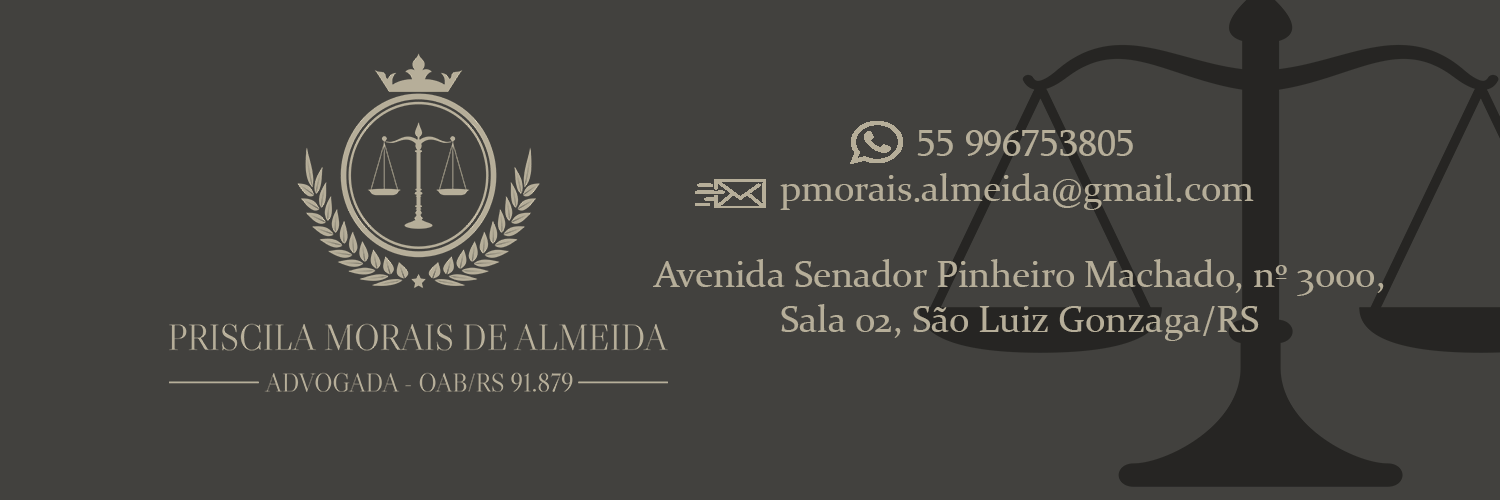 PRISCILA MORAIS DE ALMEIDA
ADVOGADA - OAB/RS 91.879
55 996753805
pmorais.almeida@gmail.com
Avenida Senador Pinheiro Machado, nº 3000,
Sala 02, São Luiz Gonzaga/RS